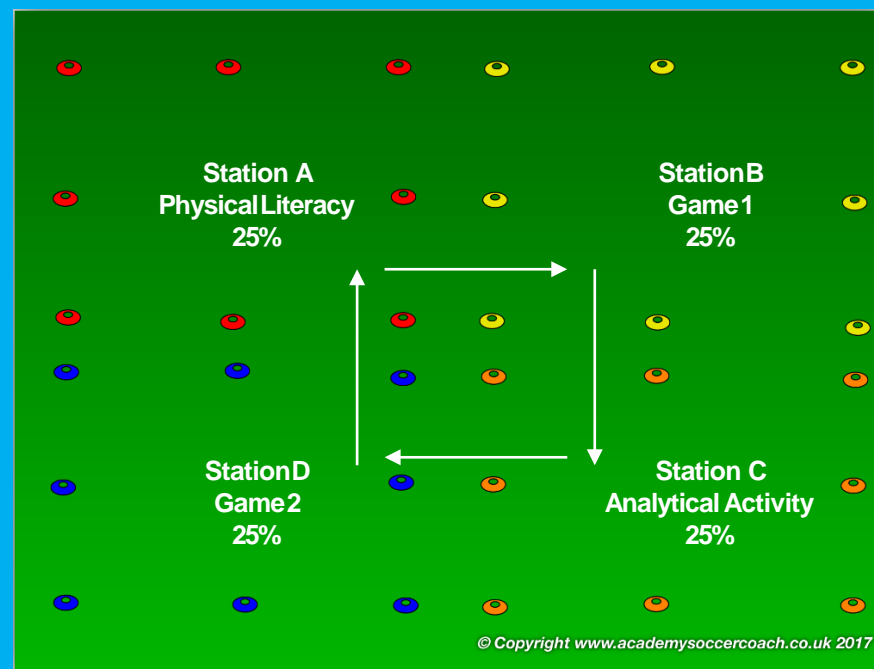 Station A
Physical Literacy
25%
Station B
Game 1
25%
Station D
Game 2
25%
Station C
Analytical Activity
25%
© Copyright www.academysoccercoach.co.uk 2017